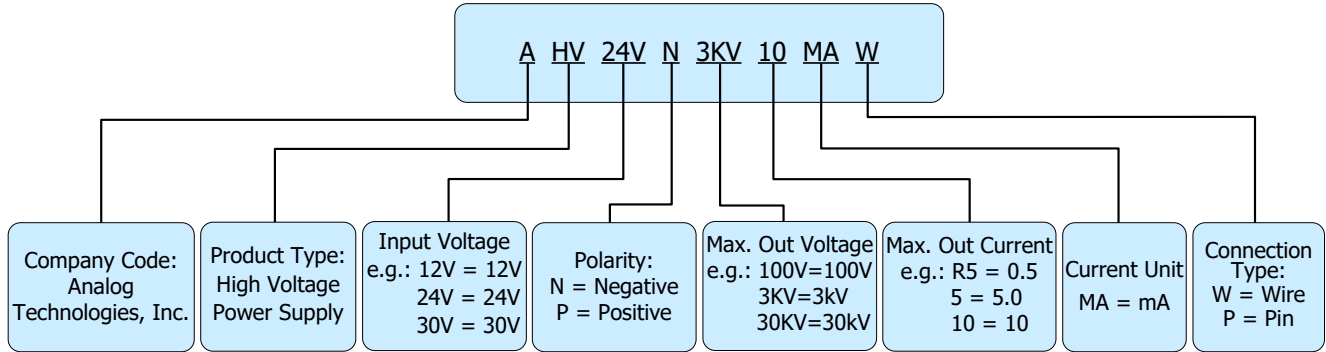 A HV 24V N 3KV 10 MA W
Company Code:
Analog
Technologies, Inc.
Product Type:
High Voltage
Power Supply
Input Voltage
e.g.: 12V = 12V
24V = 24V
30V = 30V
Polarity:
N = Negative
P = Positive
Max. Out Voltage
e.g.: 100V=100V
3KV=3kV
30KV=30kV
Max. Out Current
e.g.: R5 = 0.5
5 = 5.0
10 = 10
Current Unit
MA = mA
Connection
Type:
W = Wire
P = Pin